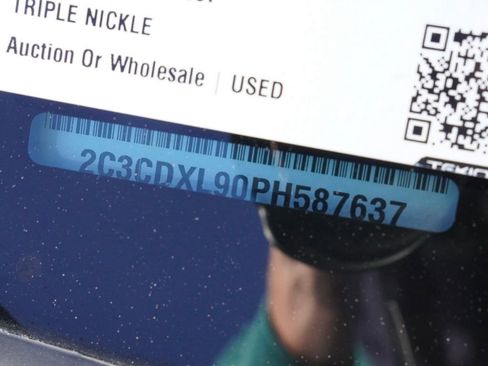 TRIPLE NICKLE
Auction Or Wholesale | USED
2C3CDXL90PH587637